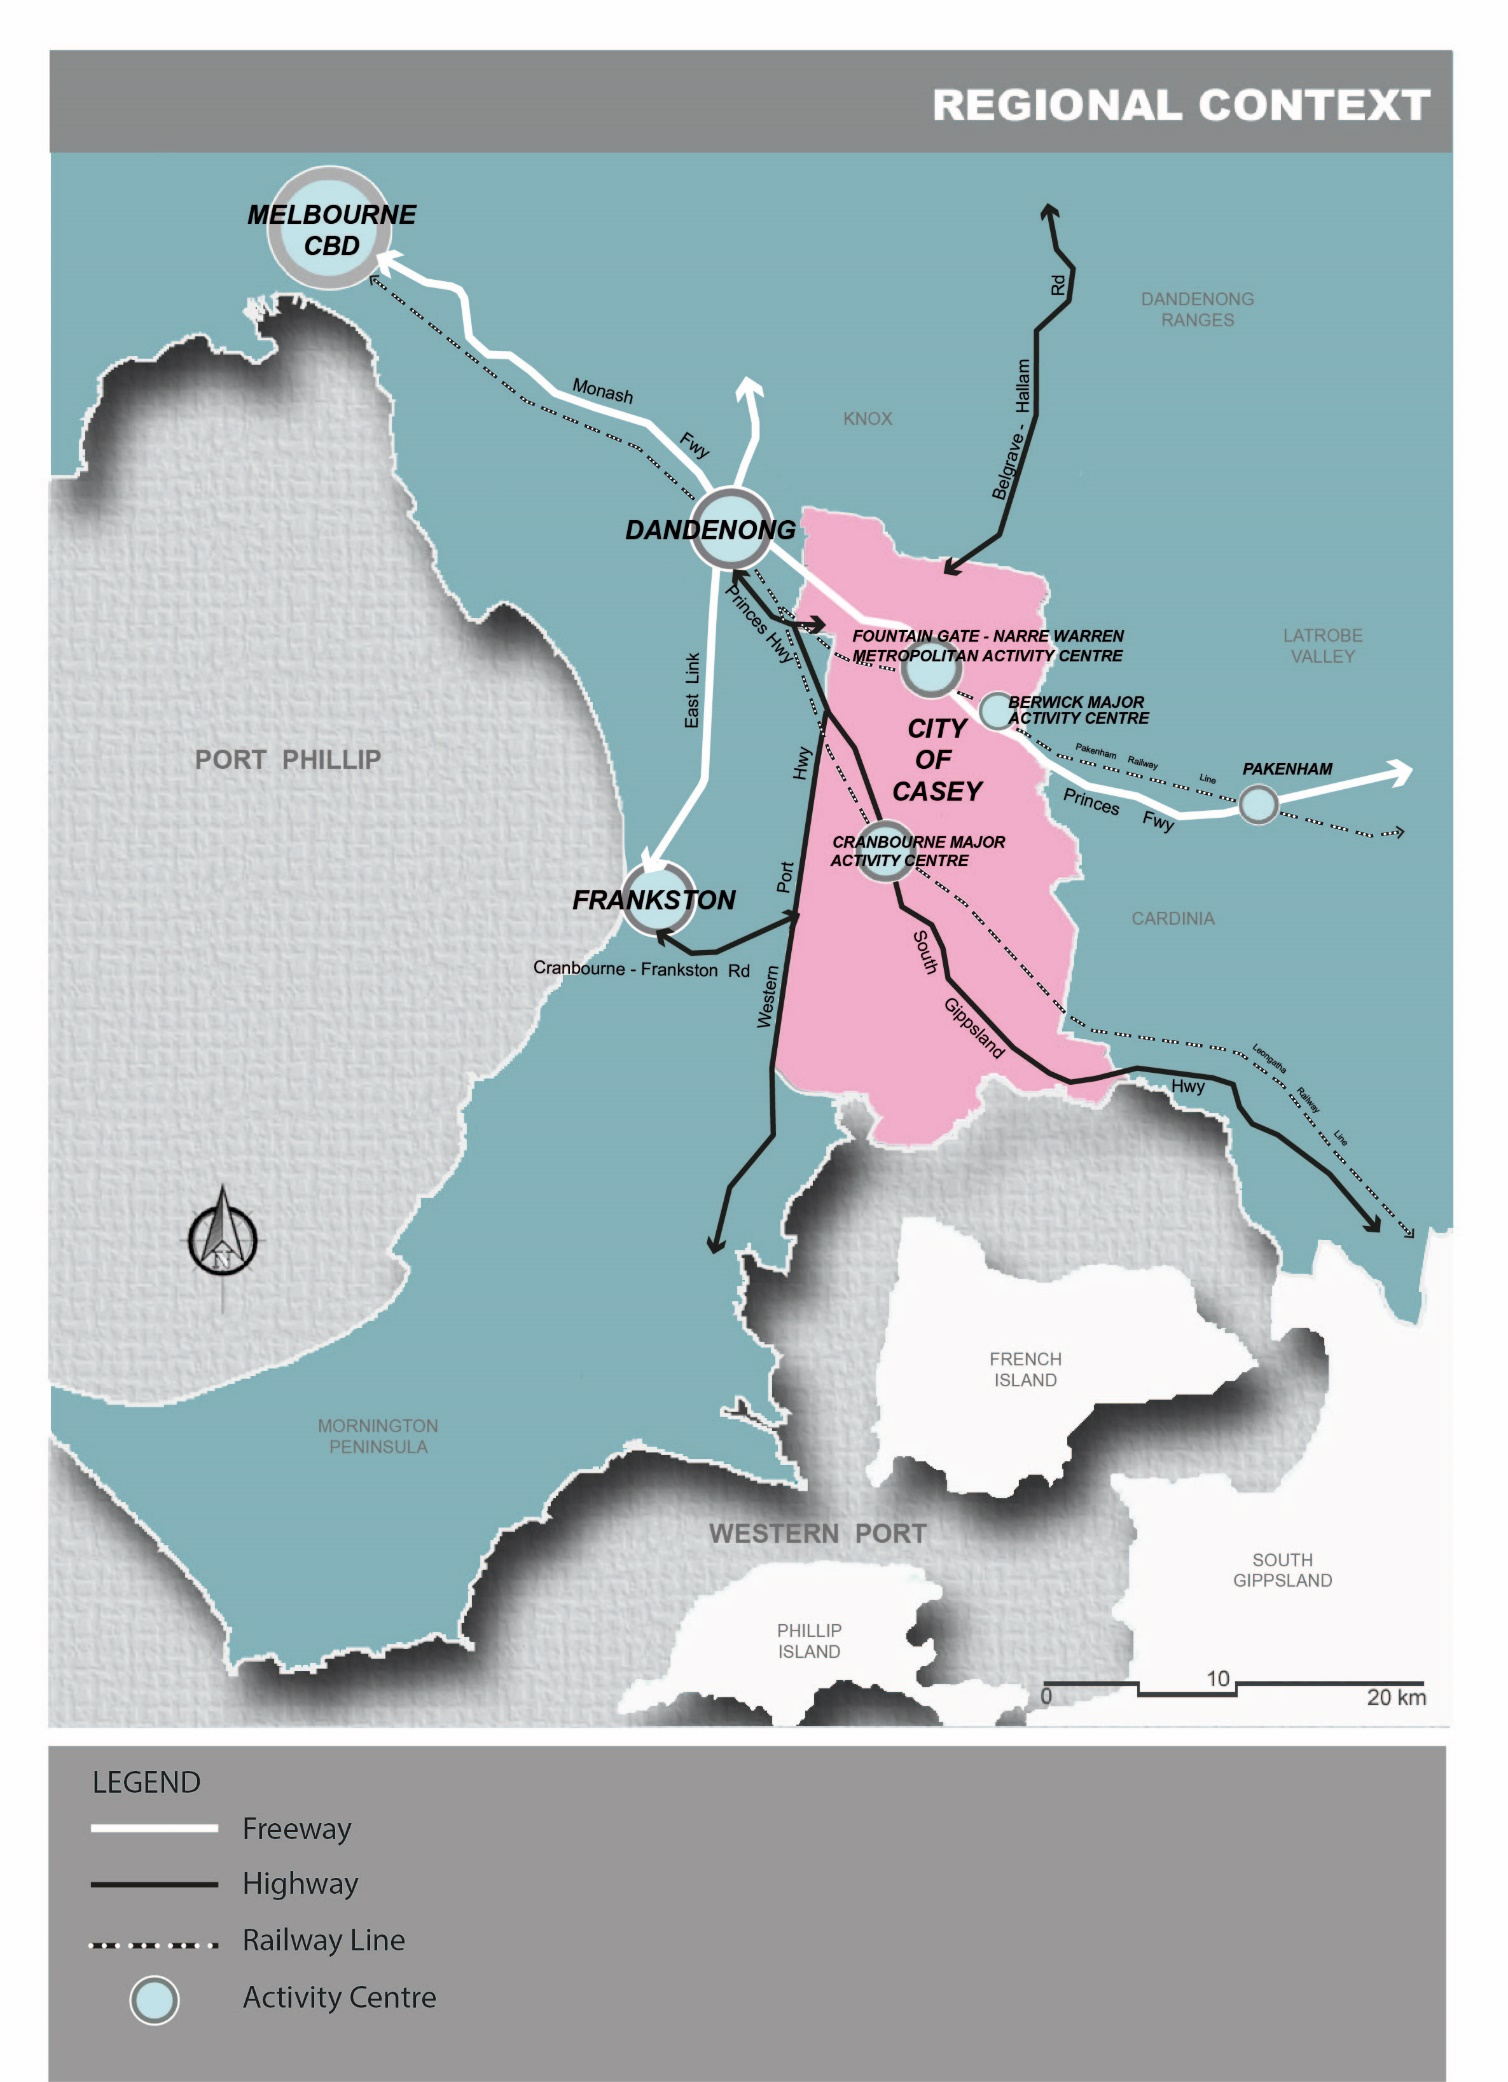 REGIONAL CONTEXT
MELBOURNE
CBD
Rd
Belgrave - Hallam
DANDENONG
RANGES
Monash
Fwy
KNOX
DANDENONG
Princes Hwy
FOUNTAIN GATE - NARRE WARREN
METROPOLITAN ACTIVITY CENTRE
LATROBE
VALLEY
East Link
BERWICK MAJOR
ACTIVITY CENTRE
CITY
OF
CASEY
PORT PHILLIP
Pakenham Railway Line
PAKENHAM
Princes Fwy
Western Port Hwy
CRANBOURNE MAJOR
ACTIVITY CENTRE
FRANKSTON
CARDINIA
Cranbourne - Frankston Rd
South Gippsland Hwy
Leongatha Railway Line
N
FRENCH
ISLAND
MORNINGTON
PENINSULA
WESTERN PORT
SOUTH
GIPPSLAND
PHILLIP
ISLAND
0 10 20 km
LEGEND
Freeway
Highway
Railway Line
Activity Centre